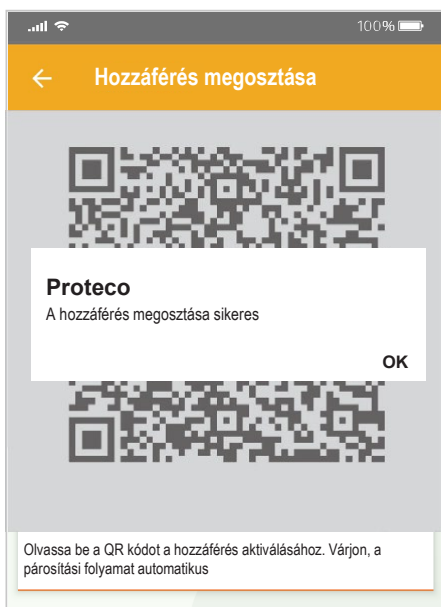 100%
Hozzáférés megosztása
Proteco
A hozzáférés megosztása sikeres
OK
Olvassa be a QR kódot a hozzáférés aktiválásához. Várjon, a
párosítási folyamat automatikus